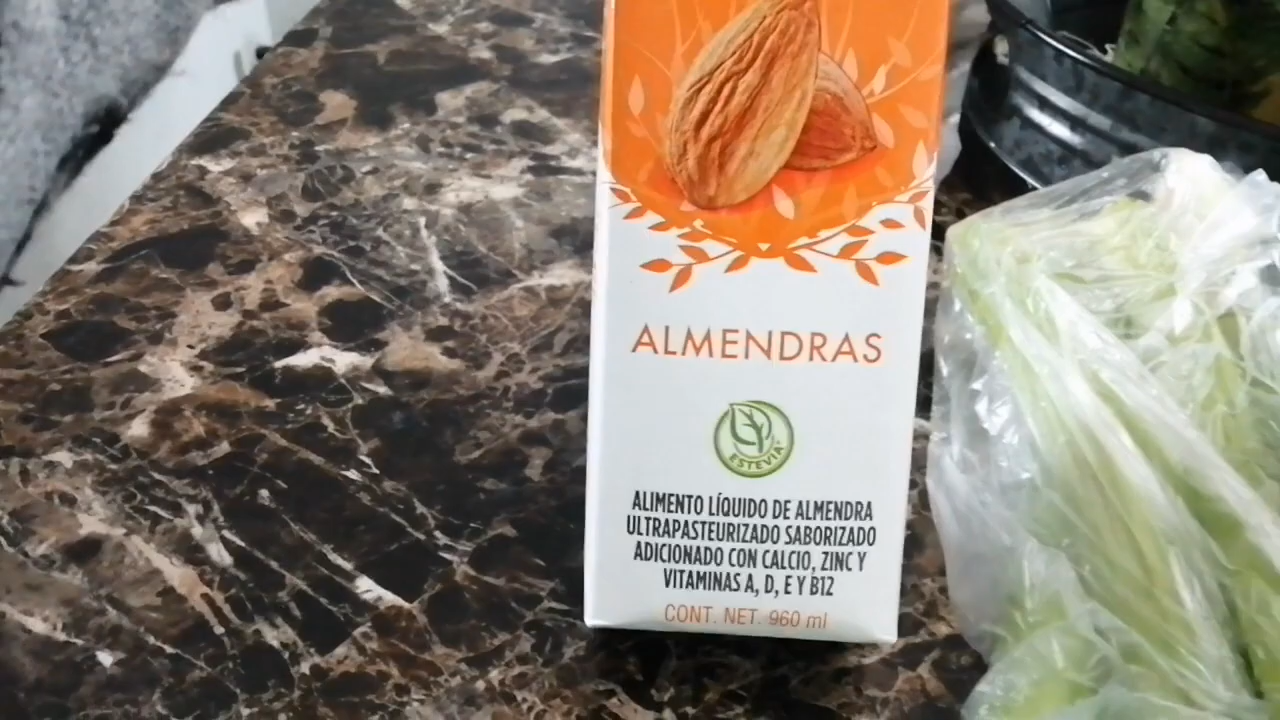 ALMENDRAS
ESTEVIA
ALIMENTO LÍQUIDO DE ALMENDRA
ULTRAPASTEURIZADO SABORIZADO
ADICIONADO CON CALCIO, ZINC Y
VITAMINAS A, D, E Y B12
CONT. NET. 960 ml